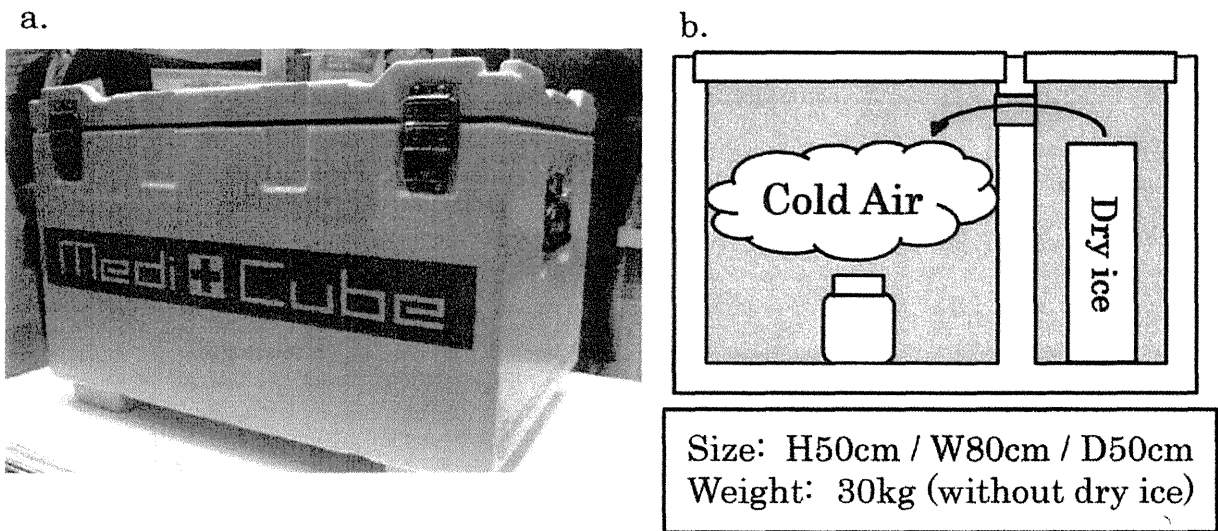 a.
Medi+Cube
b.
Cold Air
Dry ice
Size: H50cm / W80cm / D50cm
Weight: 30kg (without dry ice)